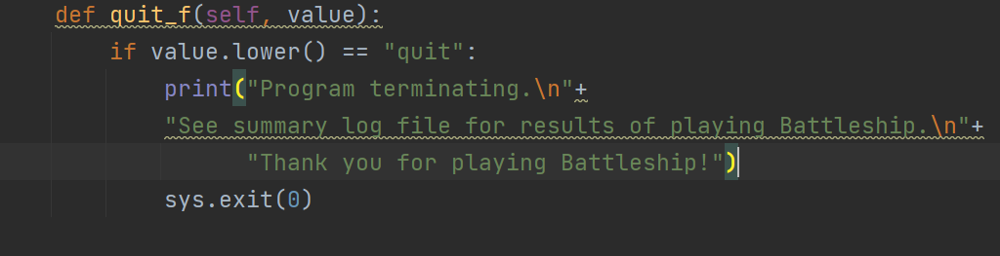 def quit_f(self, value):
if value.lower() == "quit":
print("Program terminating.\n"+
"See summary log file for results of playing Battleship.\n"+
"Thank you for playing Battleship!")
sys.exit(0)